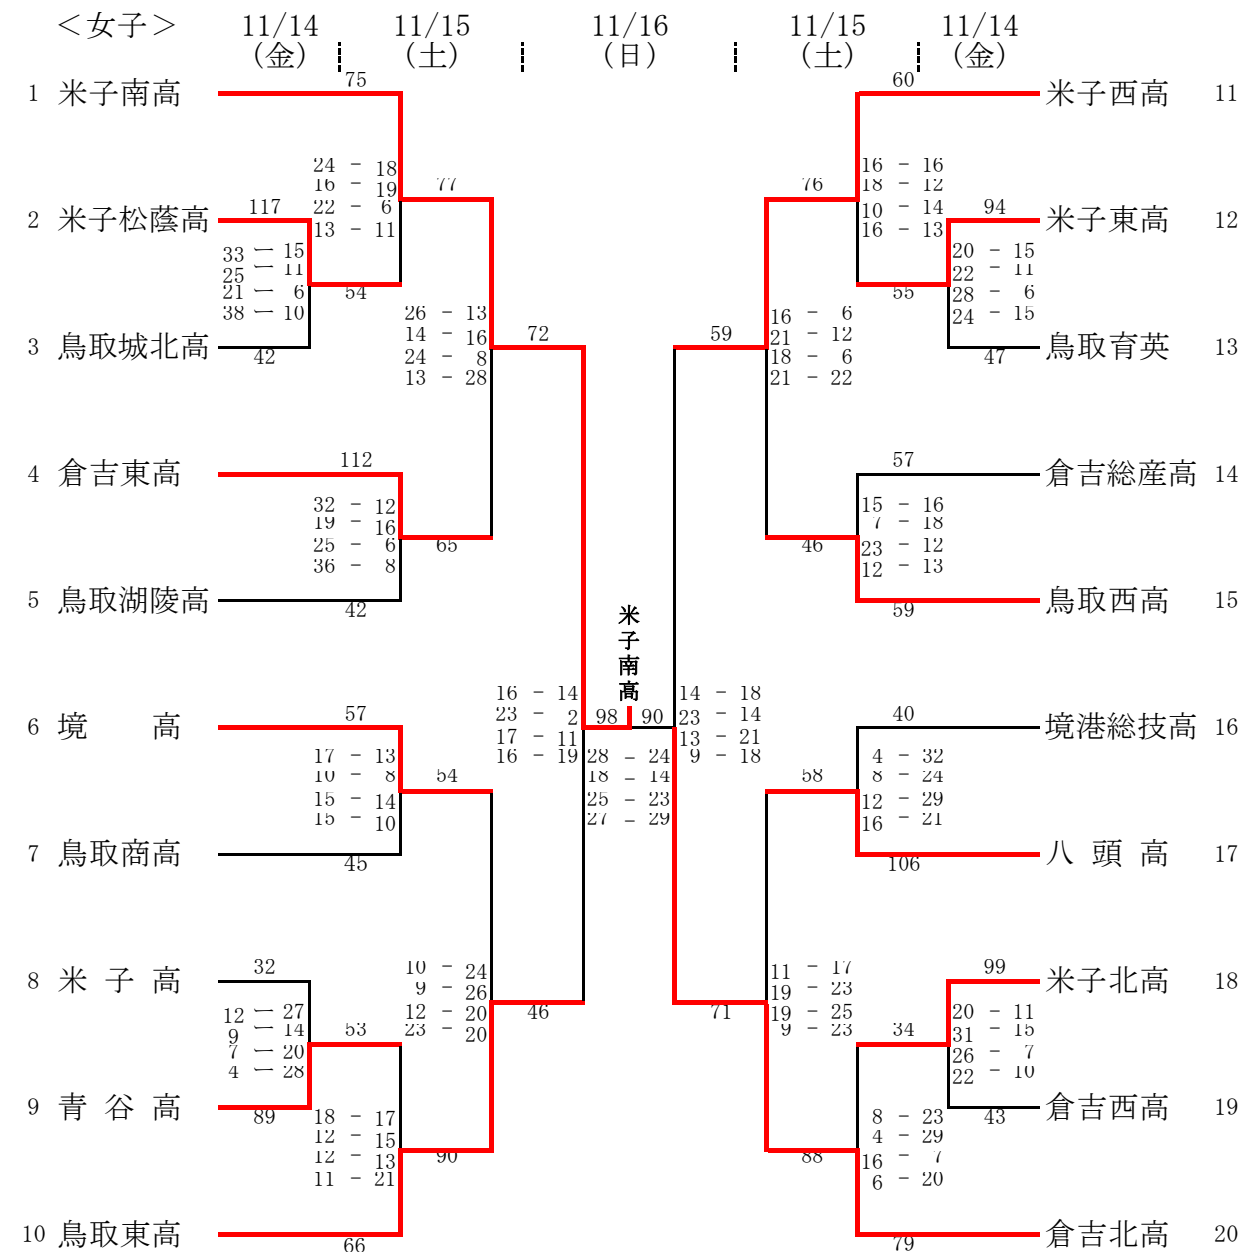 ＜女子＞ 11/14 11/15 11/16 11/15 11/14
(金) (土) (日) (土) (金)
1 米子南高
2 米子松蔭高
3 鳥取城北高
4 倉吉東高
5 鳥取湖陵高
6 境　高
7 鳥取商高
8 米子高
9 青谷高
10 鳥取東高
75
24 - 18
16 - 19
22 - 6
13 - 11
54
117
33 ー 15
25 ー 11
21 ー 6
38 ー 10
42
77
26 - 13
14 - 16
24 - 8
13 - 28
65
112
32 - 12
19 - 16
25 - 6
36 - 8
42
72
16 - 14
23 - 2
17 - 11
16 - 19
46
57
17 - 13
10 - 8
15 - 14
15 - 10
45
54
10 - 24
9 - 26
12 - 20
23 - 20
90
32
12 ー 27
9 ー 14
7 ー 20
4 ー 28
89
53
18 - 17
12 - 15
12 - 13
11 - 21
66
米子南高
98 90
28 - 24
18 - 14
25 - 23
27 - 29
59
14 - 18
23 - 14
13 - 21
9 - 18
71
76
16 - 6
21 - 12
18 - 6
21 - 22
46
60
16 - 16
18 - 12
10 - 14
16 - 13
55
94
20 - 15
22 - 11
28 - 6
24 - 15
47
57
15 - 16
7 - 18
23 - 12
12 - 13
59
40
4 - 32
8 - 24
12 - 29
16 - 21
106
58
11 - 17
19 - 23
19 - 25
9 - 23
88
99
20 - 11
31 - 15
26 - 7
22 - 10
43
34
8 - 23
4 - 29
16 - 7
6 - 20
79
米子西高 11
米子東高 12
鳥取育英 13
倉吉総産高 14
鳥取西高 15
境港総技高 16
八頭高 17
米子北高 18
倉吉西高 19
倉吉北高 20